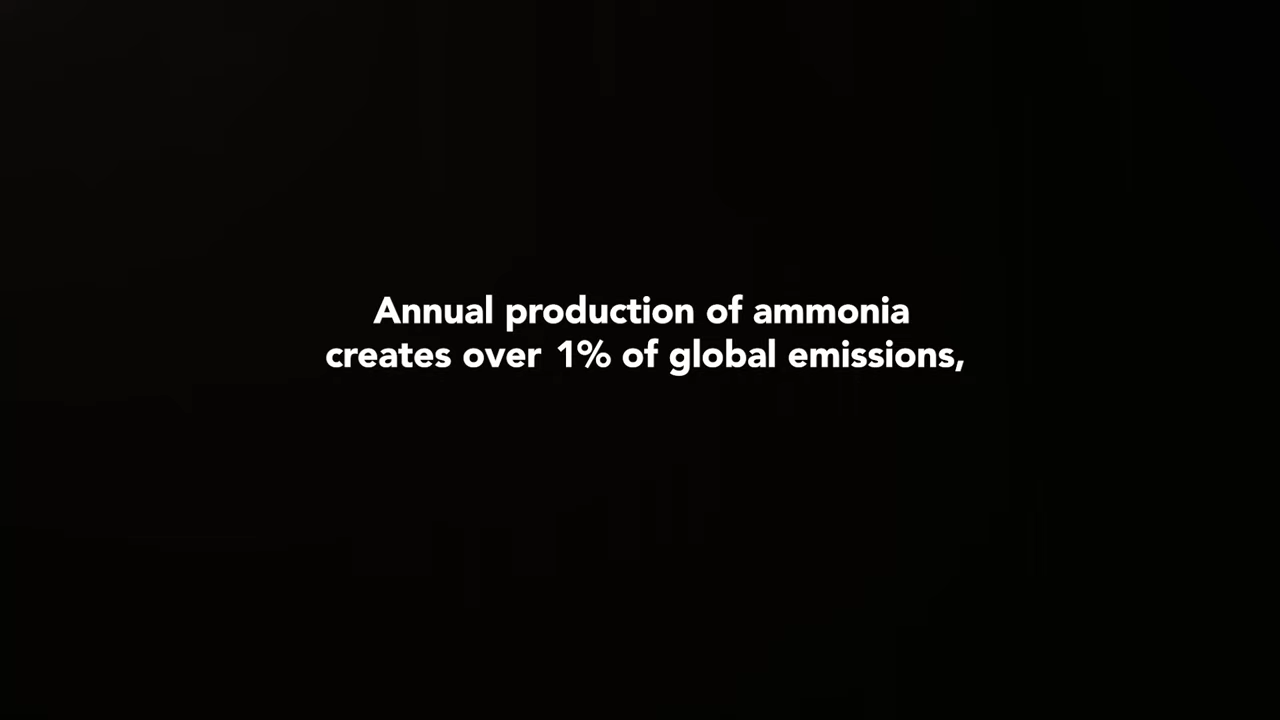 Annual production of ammonia
creates over 1% of global emissions,